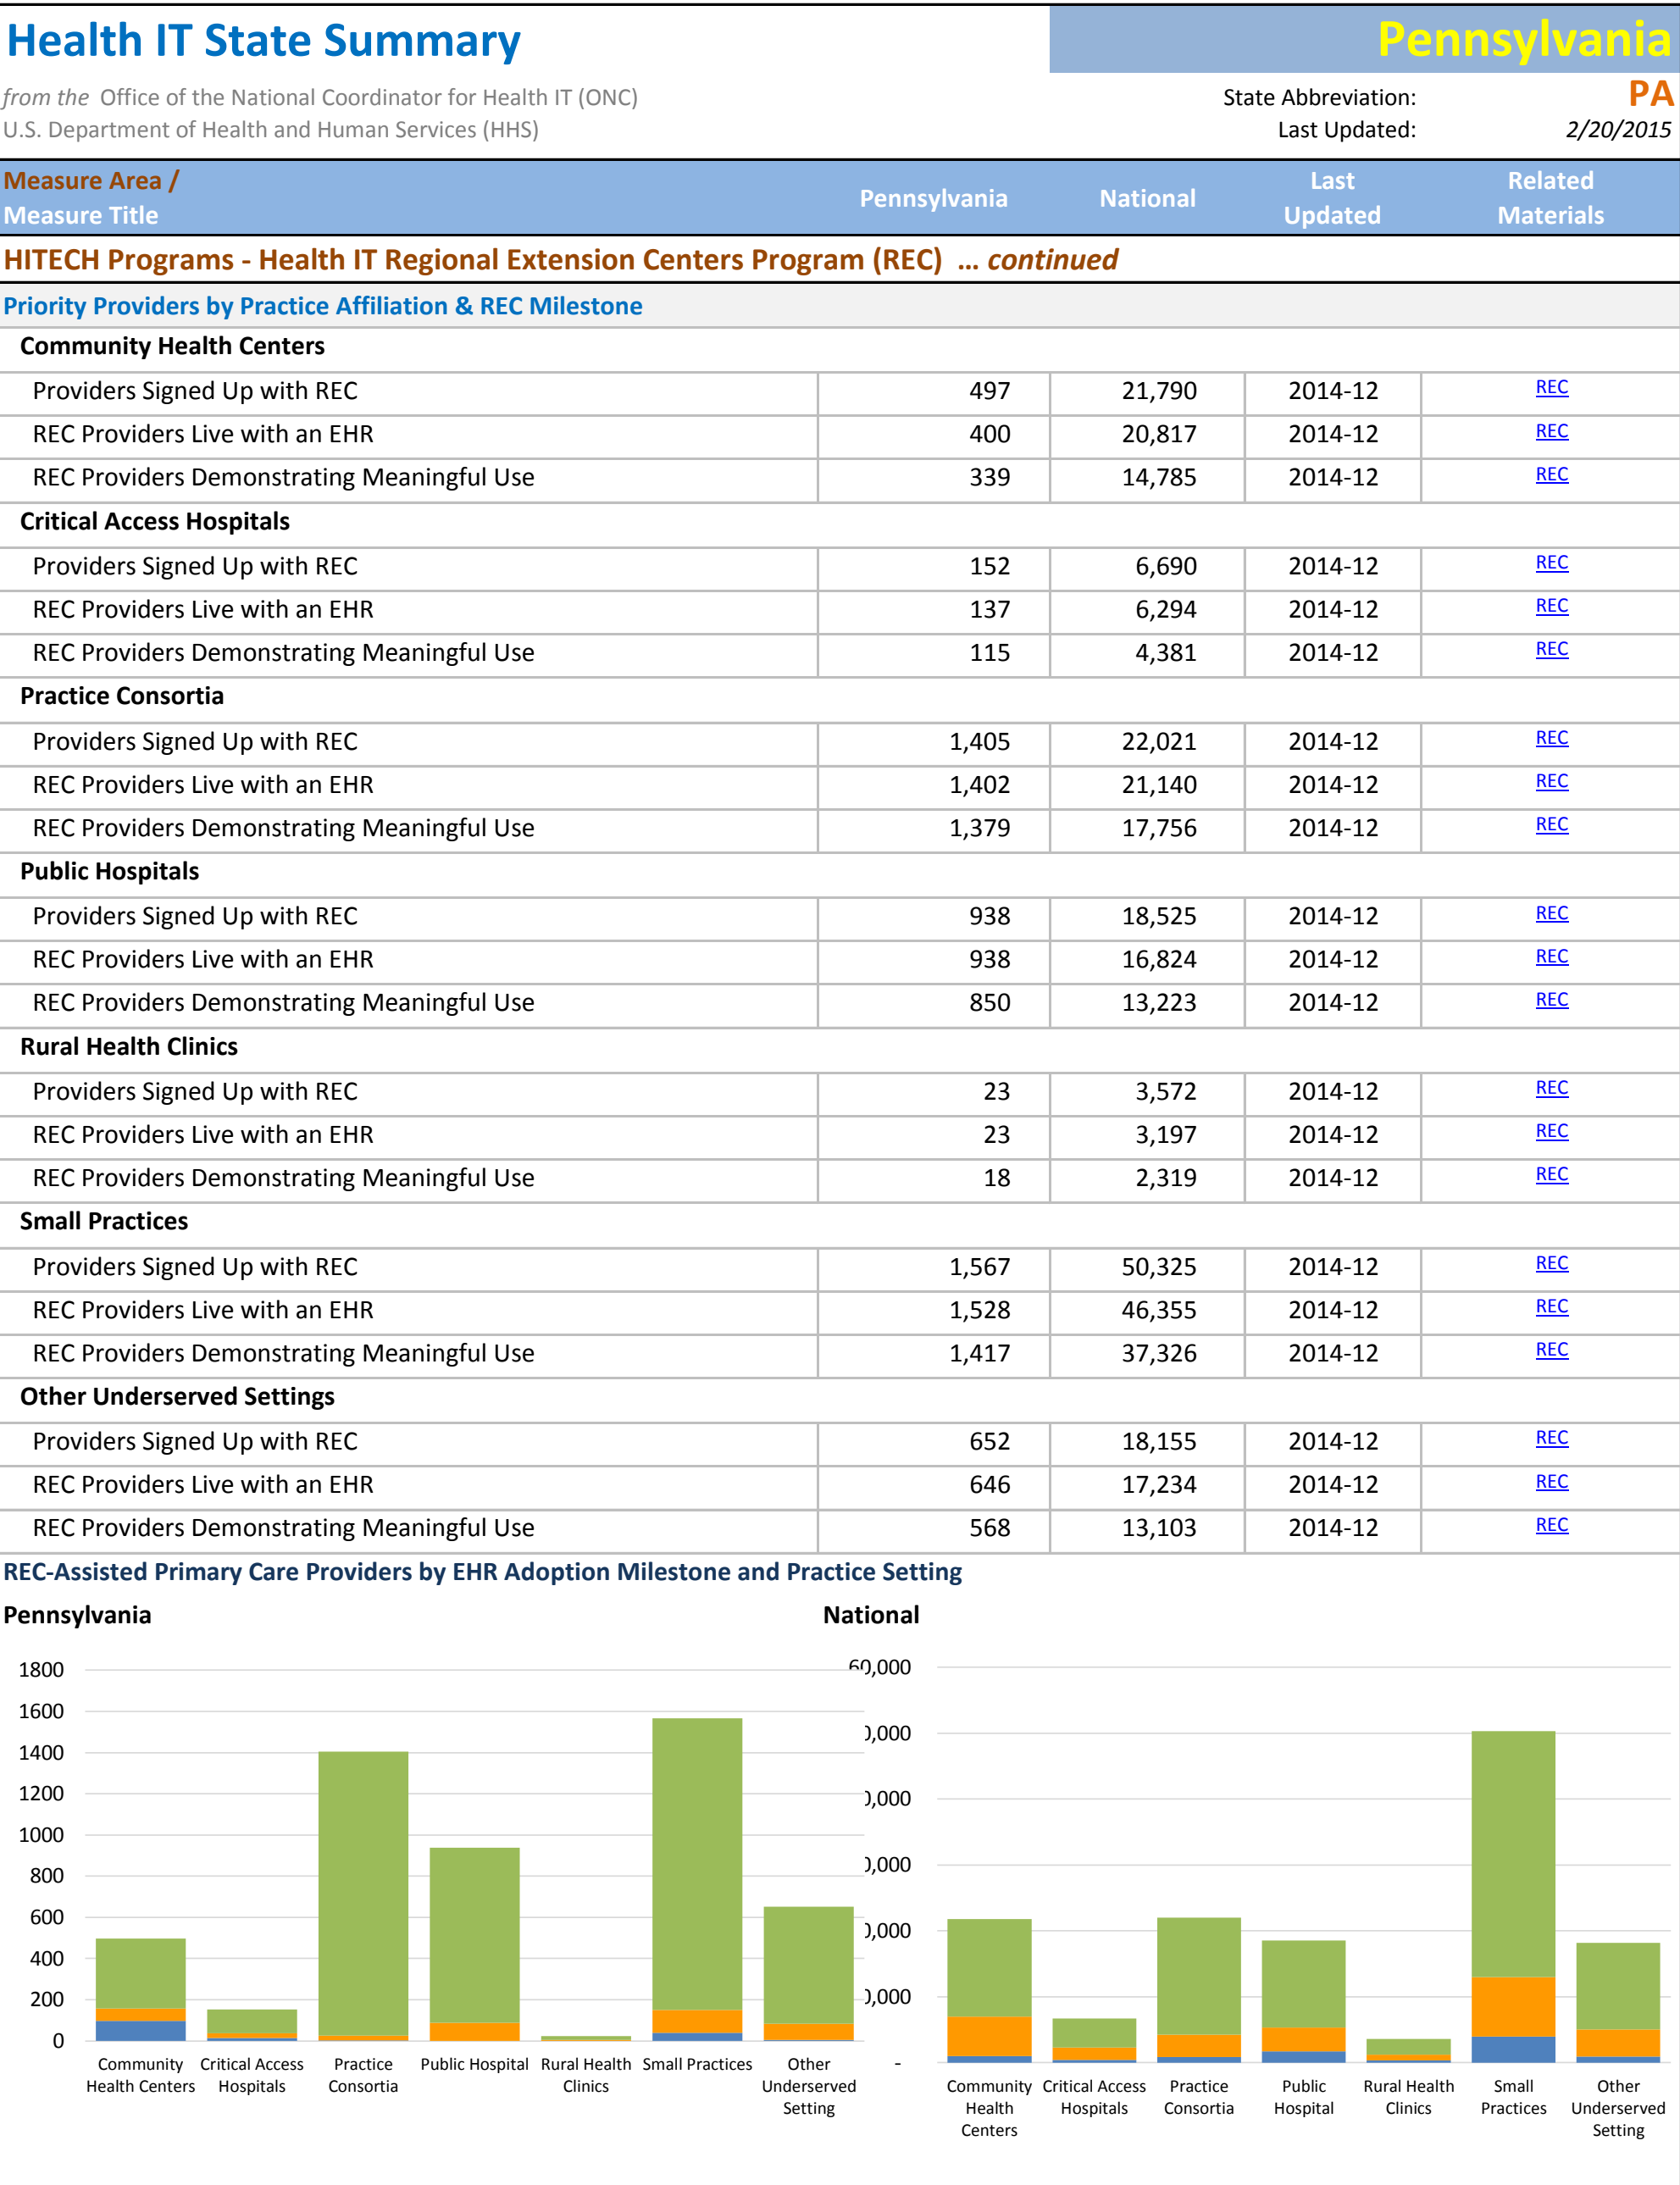 Health IT State Summary
Pennsylvania
from the Office of the National Coordinator for Health IT (ONC)
State Abbreviation: PA
U.S. Department of Health and Human Services (HHS)
Last Updated: 2/20/2015
Measure Area /
Measure Title
Pennsylvania
National
Last
Updated
Related
Materials
HITECH Programs - Health IT Regional Extension Centers Program (REC) ... continued
Priority Providers by Practice Affiliation & REC Milestone
Community Health Centers
Providers Signed Up with REC 497 21,790 2014-12 REC
REC Providers Live with an EHR 400 20,817 2014-12 REC
REC Providers Demonstrating Meaningful Use 339 14,785 2014-12 REC
Critical Access Hospitals
Providers Signed Up with REC 152 6,690 2014-12 REC
REC Providers Live with an EHR 137 6,294 2014-12 REC
REC Providers Demonstrating Meaningful Use 115 4,381 2014-12 REC
Practice Consortia
Providers Signed Up with REC 1,405 22,021 2014-12 REC
REC Providers Live with an EHR 1,402 21,140 2014-12 REC
REC Providers Demonstrating Meaningful Use 1,379 17,756 2014-12 REC
Public Hospitals
Providers Signed Up with REC 938 18,525 2014-12 REC
REC Providers Live with an EHR 938 16,824 2014-12 REC
REC Providers Demonstrating Meaningful Use 850 13,223 2014-12 REC
Rural Health Clinics
Providers Signed Up with REC 23 3,572 2014-12 REC
REC Providers Live with an EHR 23 3,197 2014-12 REC
REC Providers Demonstrating Meaningful Use 18 2,319 2014-12 REC
Small Practices
Providers Signed Up with REC 1,567 50,325 2014-12 REC
REC Providers Live with an EHR 1,528 46,355 2014-12 REC
REC Providers Demonstrating Meaningful Use 1,417 37,326 2014-12 REC
Other Underserved Settings
Providers Signed Up with REC 652 18,155 2014-12 REC
REC Providers Live with an EHR 646 17,234 2014-12 REC
REC Providers Demonstrating Meaningful Use 568 13,103 2014-12 REC
REC-Assisted Primary Care Providers by EHR Adoption Milestone and Practice Setting
Pennsylvania
1800
1600
1400
1200
1000
800
600
400
200
0
Community
Health Centers
Critical Access
Hospitals
Practice
Consortia
Public Hospital
Rural Health
Clinics
Small Practices
Other
Underserved
Setting
National
60,000
0,000
0,000
0,000
0,000
0,000
-
Community
Health
Centers
Critical Access
Hospitals
Practice
Consortia
Public
Hospital
Rural Health
Clinics
Small
Practices
Other
Underserved
Setting